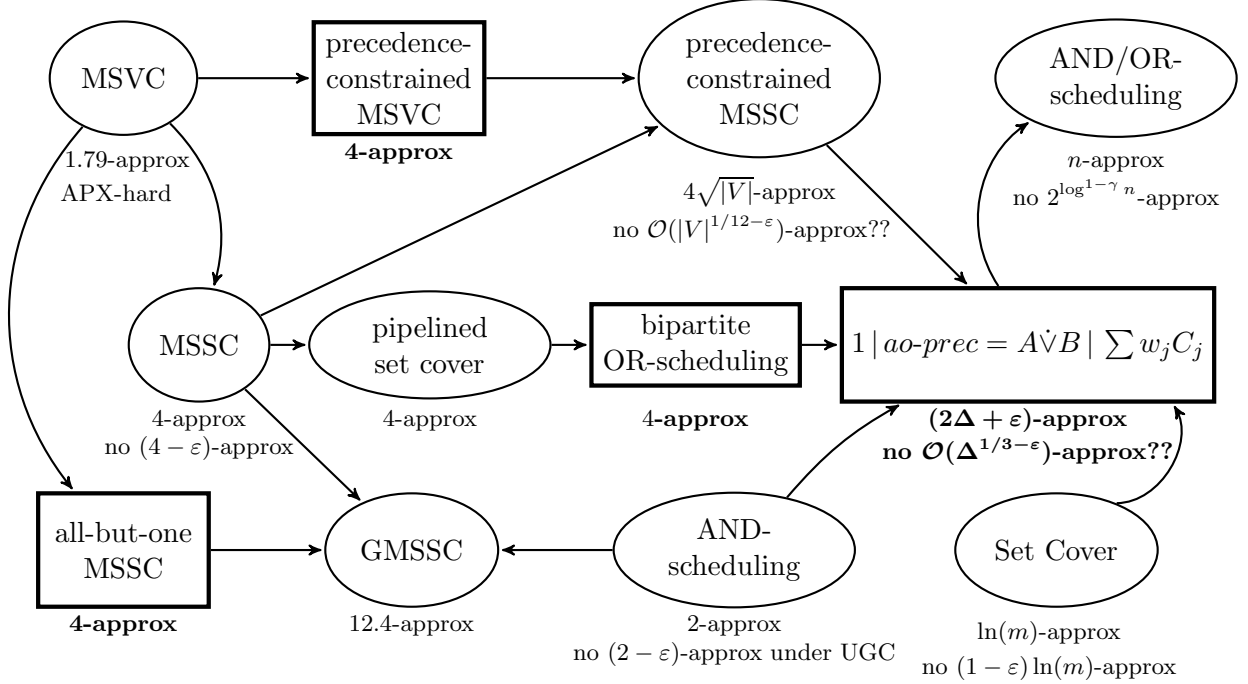 MSVC
1.79-approx
APX-hard
precedence-
constrained
MSVC
4-approx
precedence-
constrained
MSSC
4√|V|-approx
no 𝒪(|V|^{1/12−ε})-approx??
AND/OR-
scheduling
n-approx
no 2^{log^{1−γ} n}-approx
MSSC
4-approx
no (4 − ε)-approx
pipelined
set cover
4-approx
bipartite
OR-scheduling
4-approx
1 | ao-prec = A∨̇B | ∑ w_jC_j
(2Δ + ε)-approx
no 𝒪(Δ^{1/3−ε})-approx??
all-but-one
MSSC
4-approx
GMSSC
12.4-approx
AND-
scheduling
2-approx
no (2 − ε)-approx under UGC
Set Cover
ln(m)-approx
no (1 − ε) ln(m)-approx